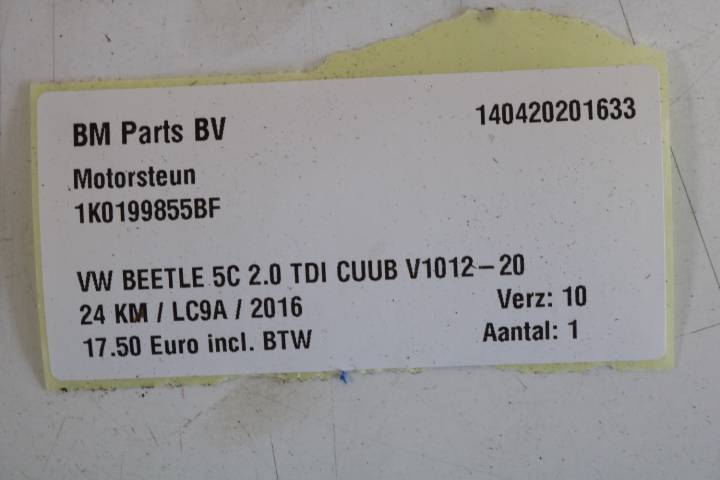 BM Parts BV 140420201633
Motorsteun
1K0199855BF
VW BEETLE 5C 2.0 TDI CUUB V1012-20
24 KM / LC9A / 2016 Verz: 10
17.50 Euro incl. BTW Aantal: 1